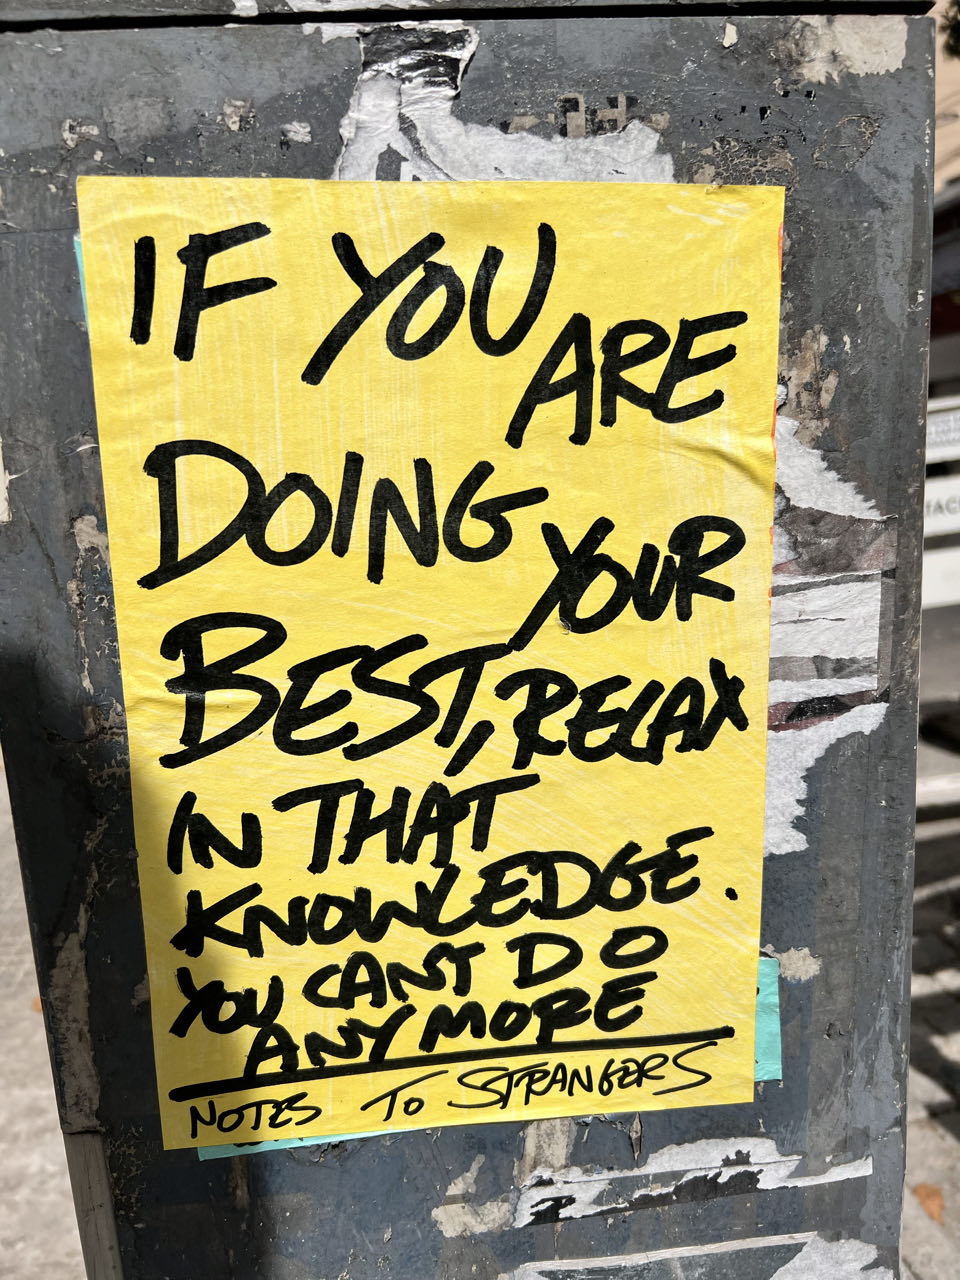 IF YOU
ARE
DOING
YOUR
BEST, RELAX
IN THAT
KNOWLEDGE.
YOU CANT DO
ANYMORE
NOTES TO STRANGERS